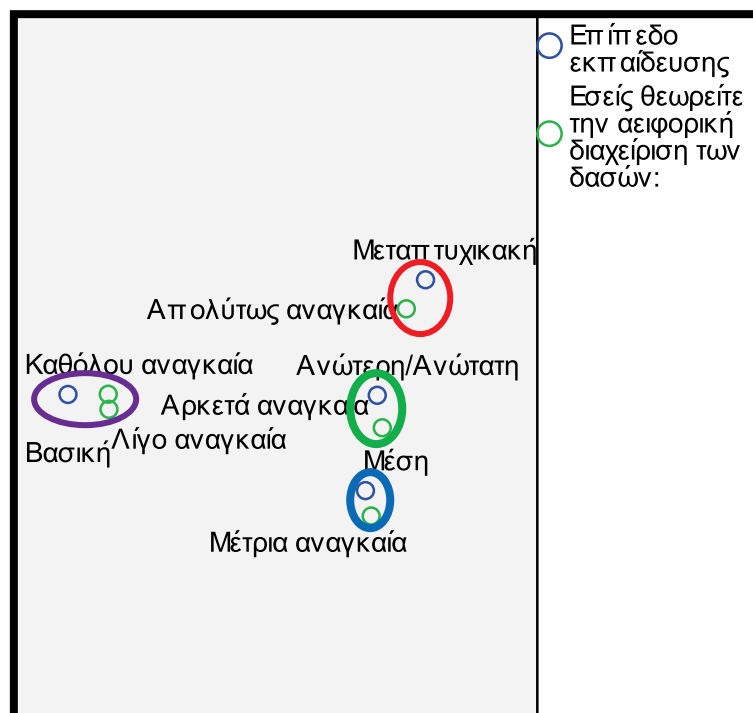 Επίπεδο
εκπαίδευσης
Εσείς θεωρείτε
την αειφορική
διαχείριση των
δασών:
Μεταπτυχικακή
Απολύτως αναγκαία
Καθόλου αναγκαία
Ανώτερη/Ανώτατη
Αρκετά αναγκαία
Λίγο αναγκαία
Βασική
Μέση
Μέτρια αναγκαία